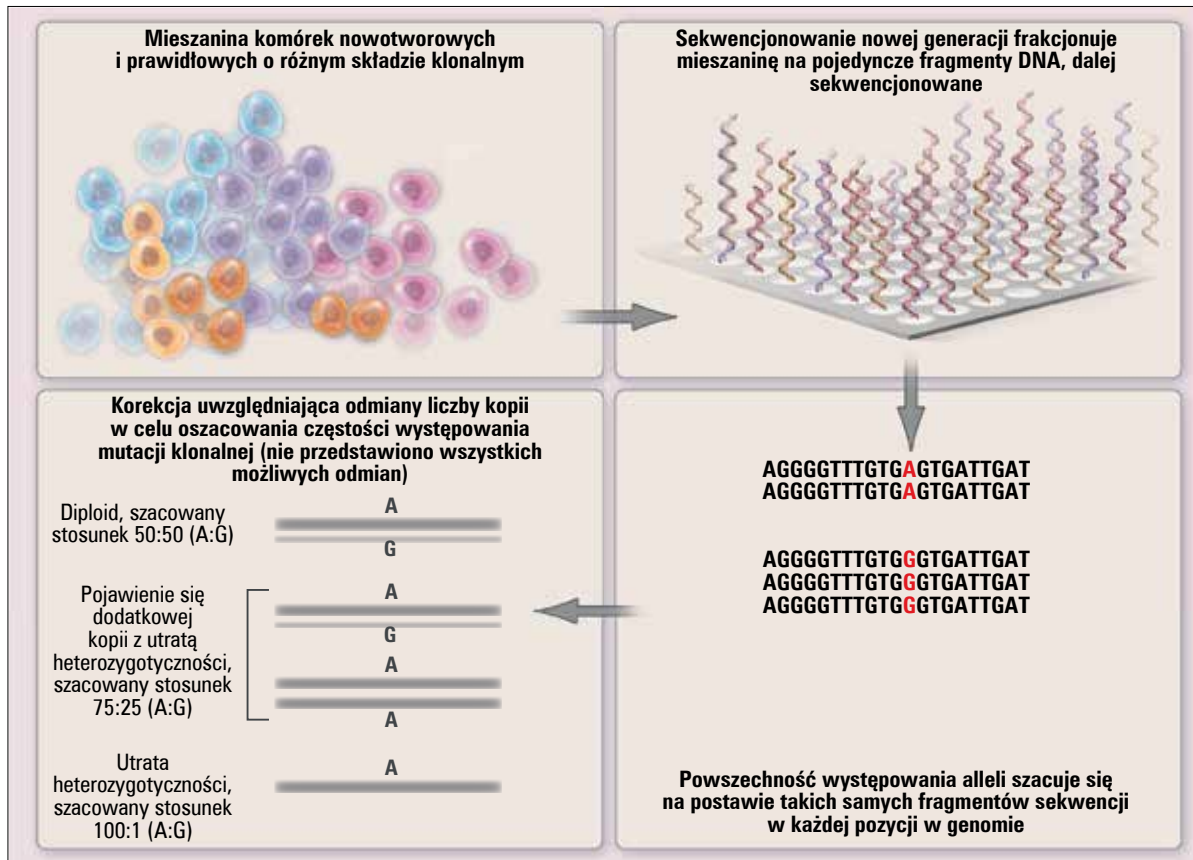 Mieszanina komórek nowotworowych
i prawidłowych o różnym składzie klonalnym
Sekwencjonowanie nowej generacji frakcjonuje
mieszaninę na pojedyncze fragmenty DNA, dalej
sekwencjonowane
AGGGGTTTGTGAGTGATTGAT
AGGGGTTTGTGAGTGATTGAT
AGGGGTTTGTGGGTGATTGAT
AGGGGTTTGTGGGTGATTGAT
AGGGGTTTGTGGGTGATTGAT
Powszechność występowania alleli szacuje się
na postawie takich samych fragmentów sekwencji
w każdej pozycji w genomie
Korekcja uwzględniająca odmiany liczby kopii
w celu oszacowania częstości występowania
mutacji klonalnej (nie przedstawiono wszystkich
możliwych odmian)
Diploid, szacowany
stosunek 50:50 (A:G)
A
G
Pojawienie się
dodatkowej
kopii z utratą
heterozygotyczności,
szacowany stosunek
75:25 (A:G)
A
G
A
A
Utrata
heterozygotyczności,
szacowany stosunek
100:1 (A:G)
A